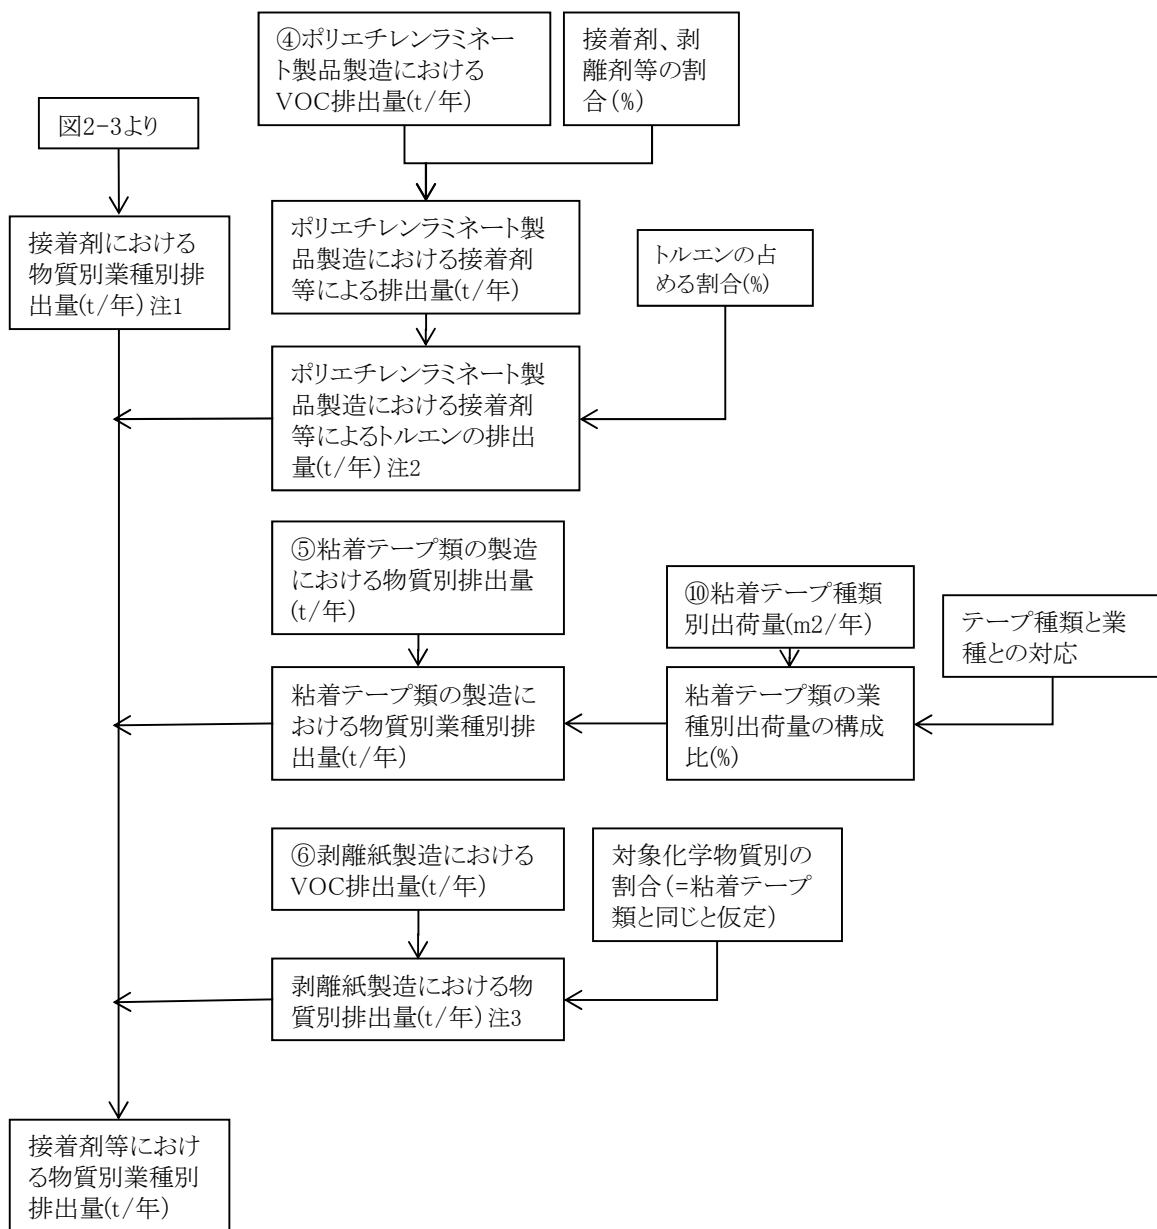 ④ポリエチレンラミネー
ト製品製造における
VOC排出量(t/年)
接着剤、剥
離剤等の割
合(%)
図2-3より
接着剤における
物質別業種別排
出量(t/年)注1
ポリエチレンラミネート製
品製造における接着剤
等による排出量(t/年)
トルエンの占
める割合(%)
ポリエチレンラミネート製
品製造における接着剤
等によるトルエンの排出
量(t/年)注2
⑤粘着テープ類の製造
における物質別排出量
(t/年)
⑩粘着テープ種類
別出荷量(m2/年)
テープ種類と業
種との対応
粘着テープ類の製造に
おける物質別業種別排
出量(t/年)
粘着テープ類の業
種別出荷量の構成
比(%)
⑥剥離紙製造における
VOC排出量(t/年)
対象化学物質別の
割合(=粘着テープ
類と同じと仮定)
剥離紙製造における物
質別排出量(t/年)注3
接着剤等におけ
る物質別業種別
排出量(t/年)